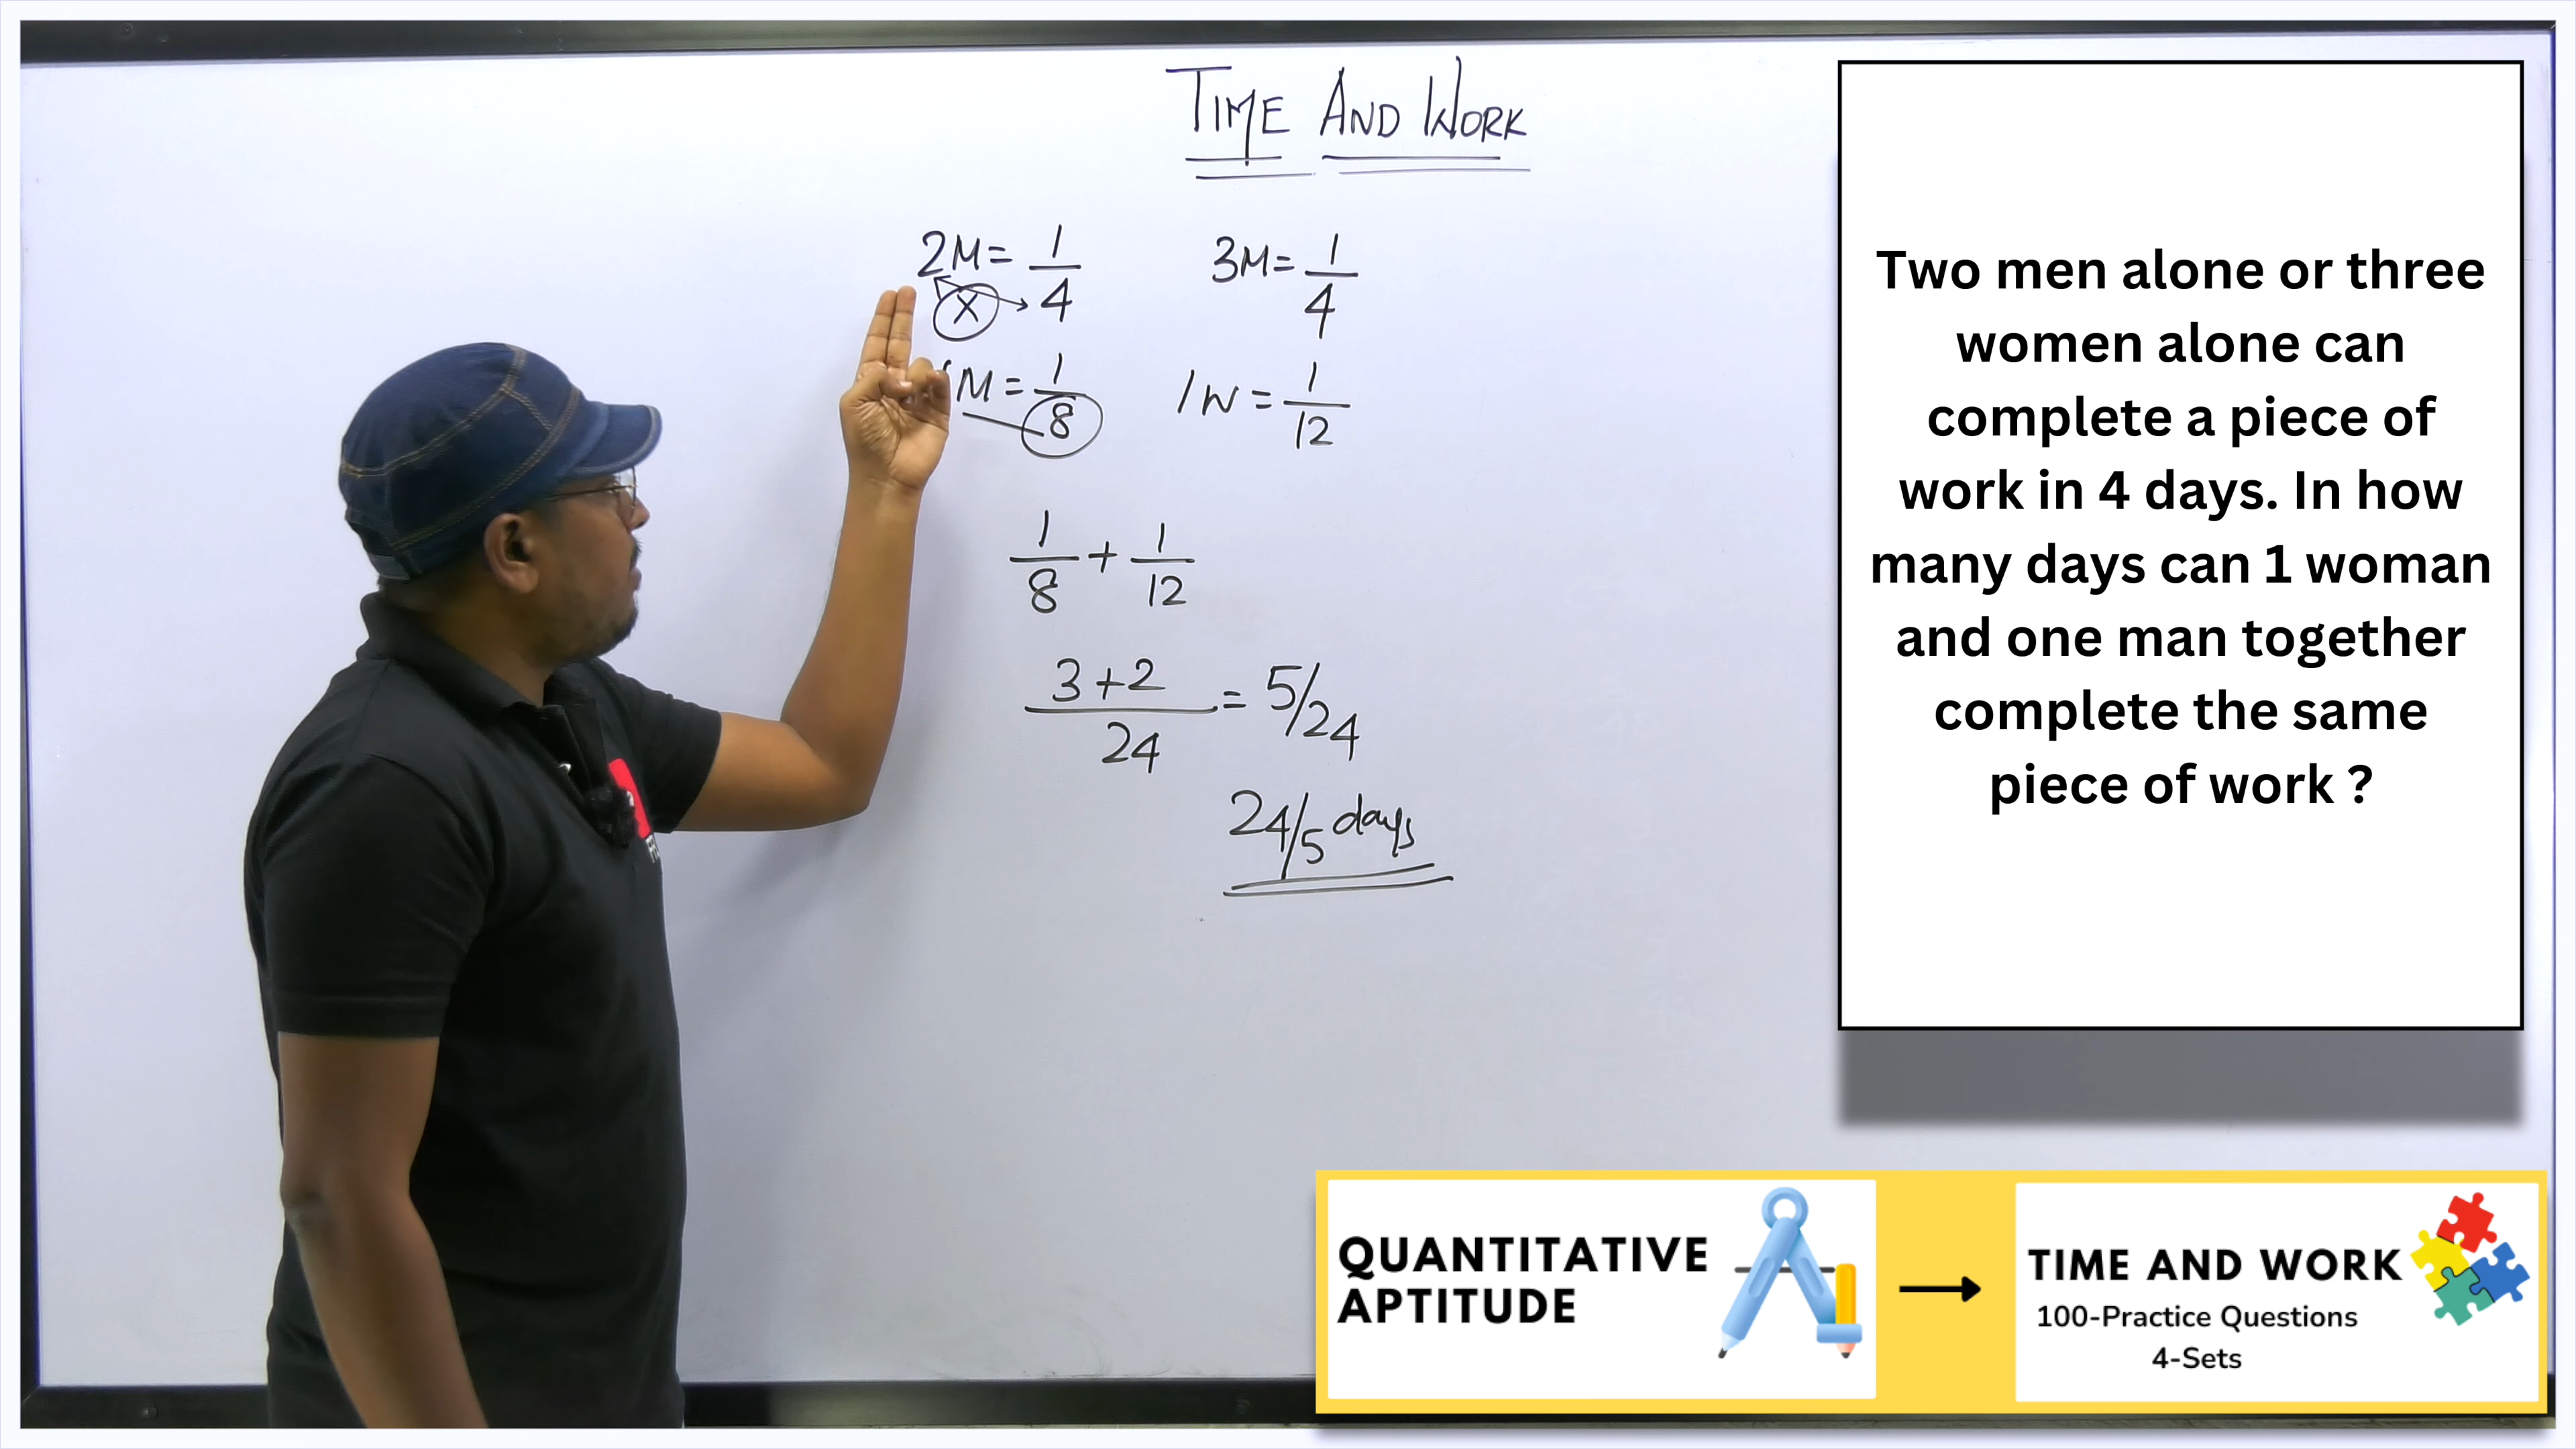 TIME AND WORK
2M = 1/4
3M = 1/4
X
M = 1/8
1W = 1/12
1/8 + 1/12
3+2/24 = 5/24
24/5 days
Two men alone or three
women alone can
complete a piece of
work in 4 days. In how
many days can 1 woman
and one man together
complete the same
piece of work ?
QUANTITATIVE
APTITUDE
TIME AND WORK
100-Practice Questions
4-Sets